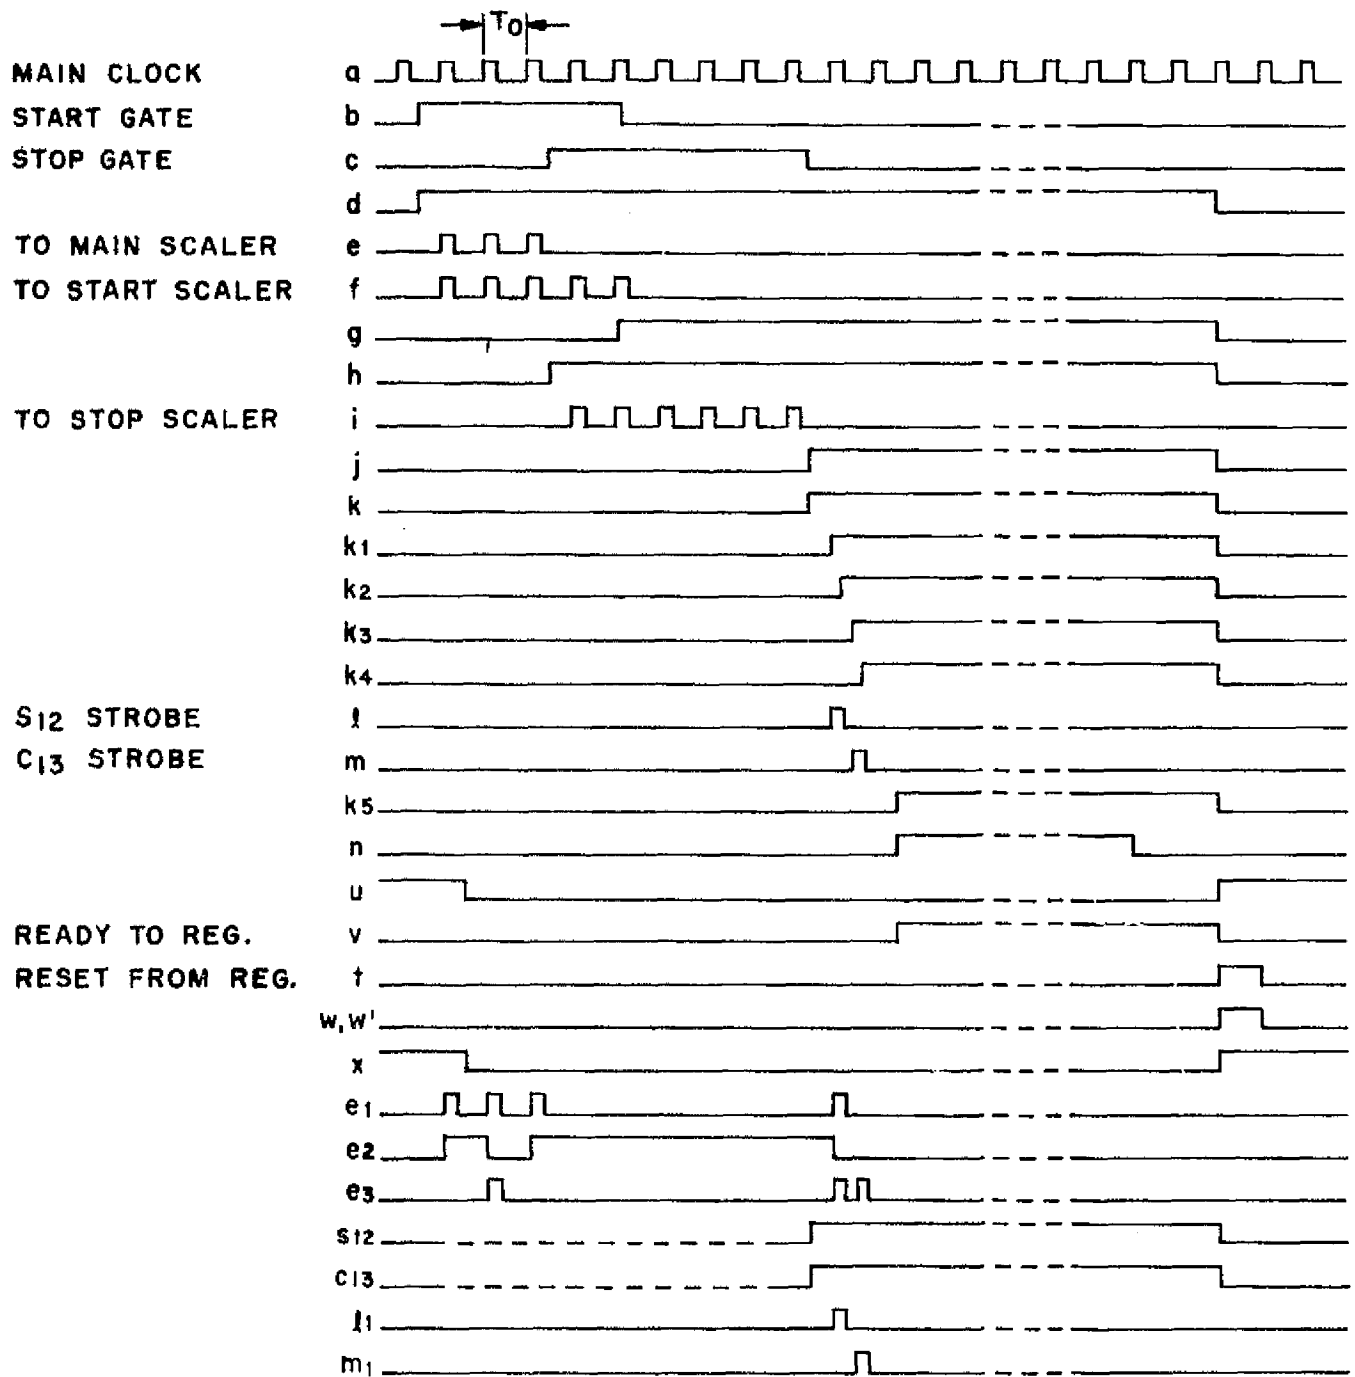 T0
MAIN CLOCK a
START GATE b
STOP GATE c
d
TO MAIN SCALER e
TO START SCALER f
g
h
TO STOP SCALER i
j
k
k1
k2
k3
k4
S12 STROBE l
C13 STROBE m
k5
n
u
READY TO REG. v
RESET FROM REG. t
w, w'
x
e1
e2
e3
s12
c13
l1
m1